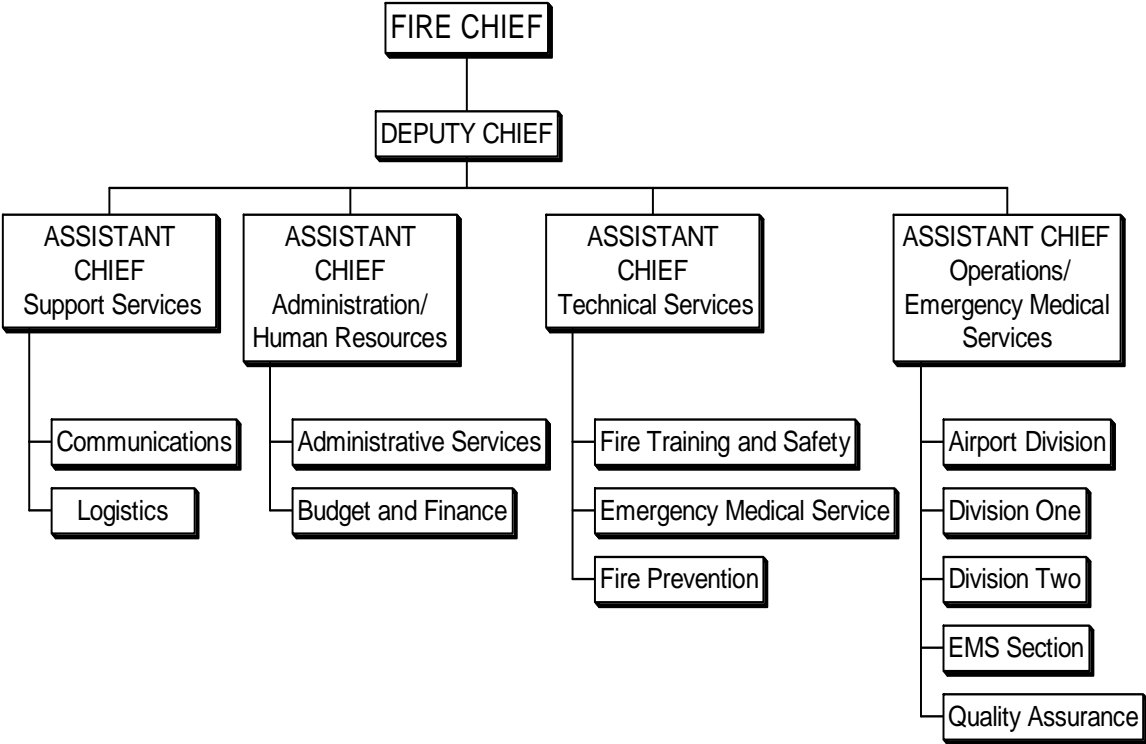 FIRE CHIEF
DEPUTY CHIEF
ASSISTANT
CHIEF
Support Services
Communications
Logistics
ASSISTANT
CHIEF
Administration/
Human Resources
Administrative Services
Budget and Finance
ASSISTANT
CHIEF
Technical Services
Fire Training and Safety
Emergency Medical Service
Fire Prevention
ASSISTANT CHIEF
Operations/
Emergency Medical
Services
Airport Division
Division One
Division Two
EMS Section
Quality Assurance